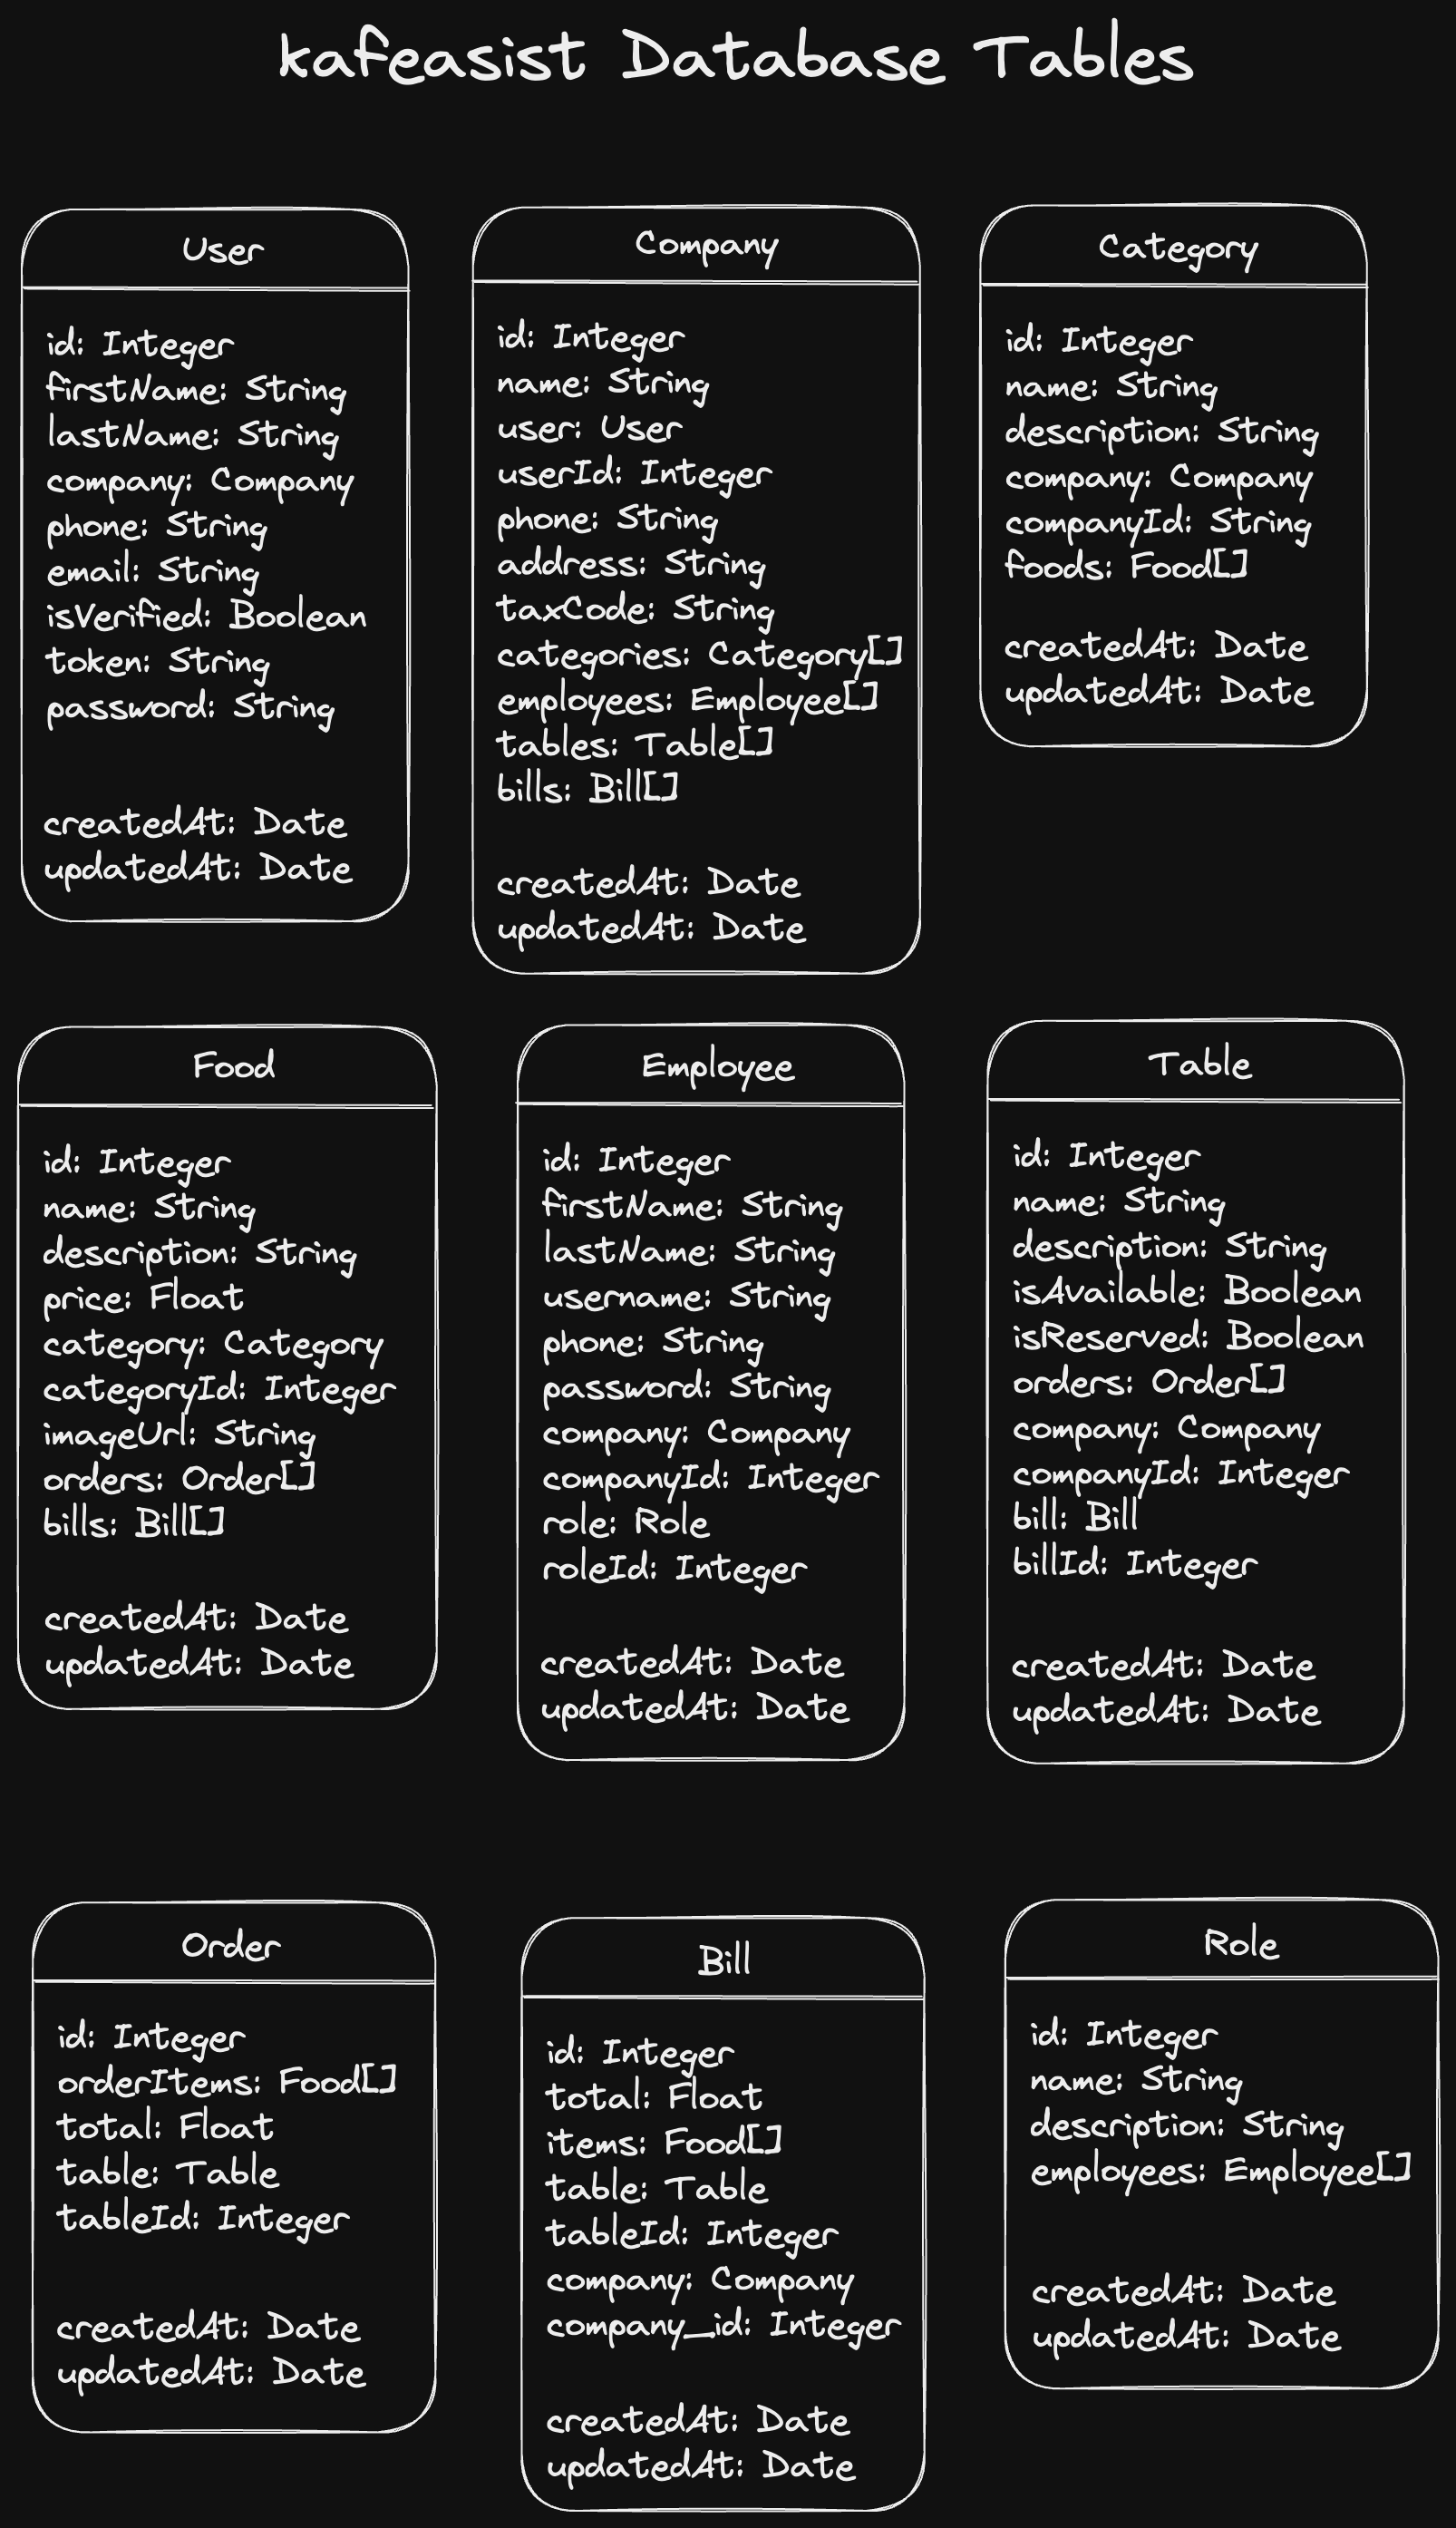 kafeasist Database Tables
User
id: Integer
firstName: String
lastName: String
company: Company
phone: String
email: String
isVerified: Boolean
token: String
password: String
createdAt: Date
updatedAt: Date
Company
id: Integer
name: String
user: User
userId: Integer
phone: String
address: String
taxCode: String
categories: Category[]
employees: Employee[]
tables: Table[]
bills: Bill[]
createdAt: Date
updatedAt: Date
Category
id: Integer
name: String
description: String
company: Company
companyId: String
foods: Food[]
createdAt: Date
updatedAt: Date
Food
id: Integer
name: String
description: String
price: Float
category: Category
categoryId: Integer
imageUrl: String
orders: Order[]
bills: Bill[]
createdAt: Date
updatedAt: Date
Employee
id: Integer
firstName: String
lastName: String
username: String
phone: String
password: String
company: Company
companyId: Integer
role: Role
roleId: Integer
createdAt: Date
updatedAt: Date
Table
id: Integer
name: String
description: String
isAvailable: Boolean
isReserved: Boolean
orders: Order[]
company: Company
companyId: Integer
bill: Bill
billId: Integer
createdAt: Date
updatedAt: Date
Order
id: Integer
orderItems: Food[]
total: Float
table: Table
tableId: Integer
createdAt: Date
updatedAt: Date
Bill
id: Integer
total: Float
items: Food[]
table: Table
tableId: Integer
company: Company
company_id: Integer
createdAt: Date
updatedAt: Date
Role
id: Integer
name: String
description: String
employees: Employee[]
createdAt: Date
updatedAt: Date